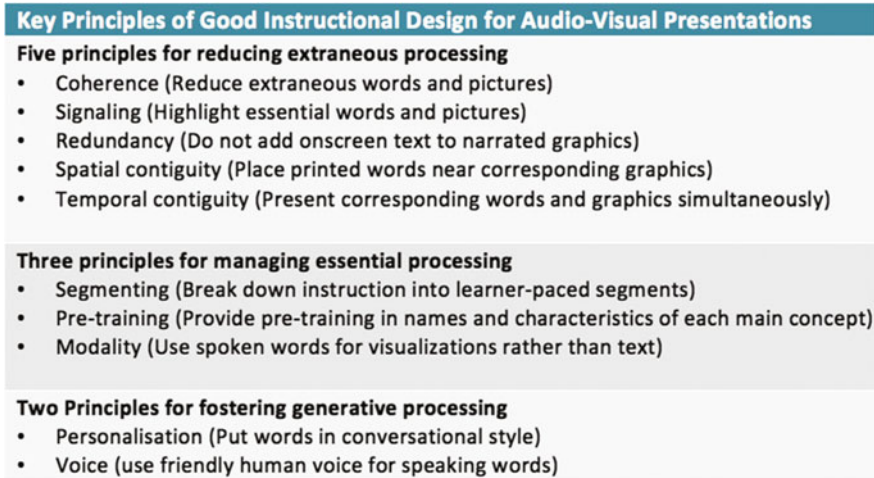 Key Principles of Good Instructional Design for Audio-Visual Presentations
Five principles for reducing extraneous processing
• Coherence (Reduce extraneous words and pictures)
• Signaling (Highlight essential words and pictures)
• Redundancy (Do not add onscreen text to narrated graphics)
• Spatial contiguity (Place printed words near corresponding graphics)
• Temporal contiguity (Present corresponding words and graphics simultaneously)
Three principles for managing essential processing
• Segmenting (Break down instruction into learner-paced segments)
• Pre-training (Provide pre-training in names and characteristics of each main concept)
• Modality (Use spoken words for visualizations rather than text)
Two Principles for fostering generative processing
• Personalisation (Put words in conversational style)
• Voice (use friendly human voice for speaking words)